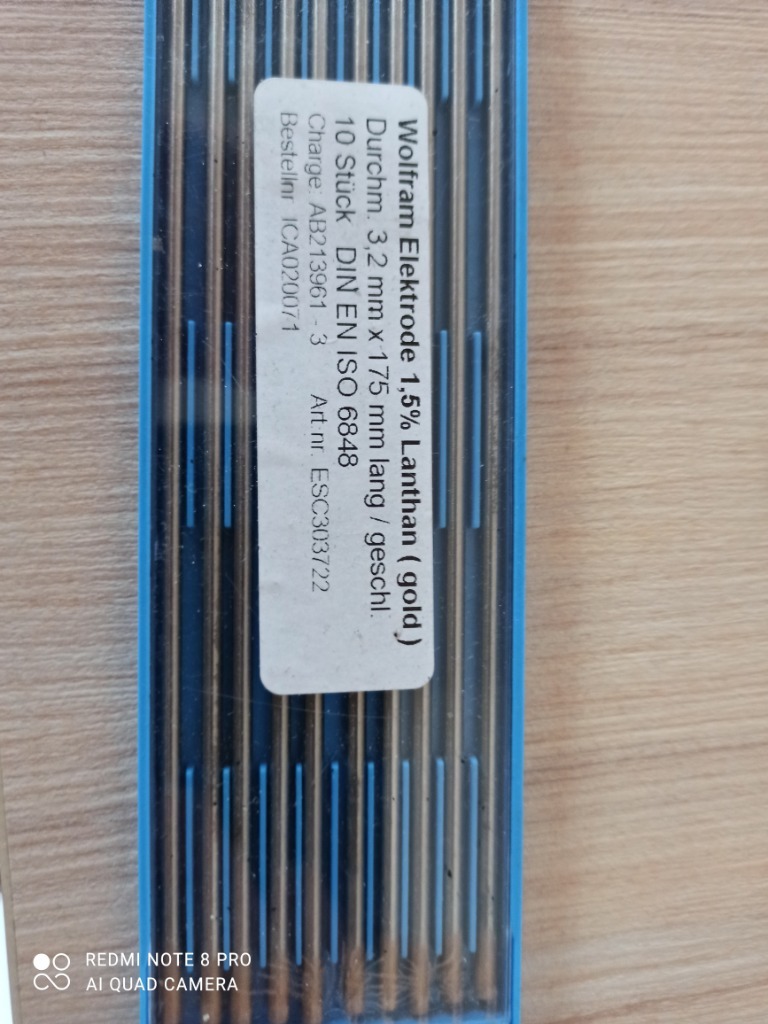 Wolfram Elektrode 1,5% Lanthan ( gold )
Durchm. 3,2 mm x 175 mm lang / geschl.
10 Stück DIN EN ISO 6848
Charge: AB213961 - 3 Art.nr. ESC303722
Bestellnr ICA020071
REDMI NOTE 8 PRO
AI QUAD CAMERA